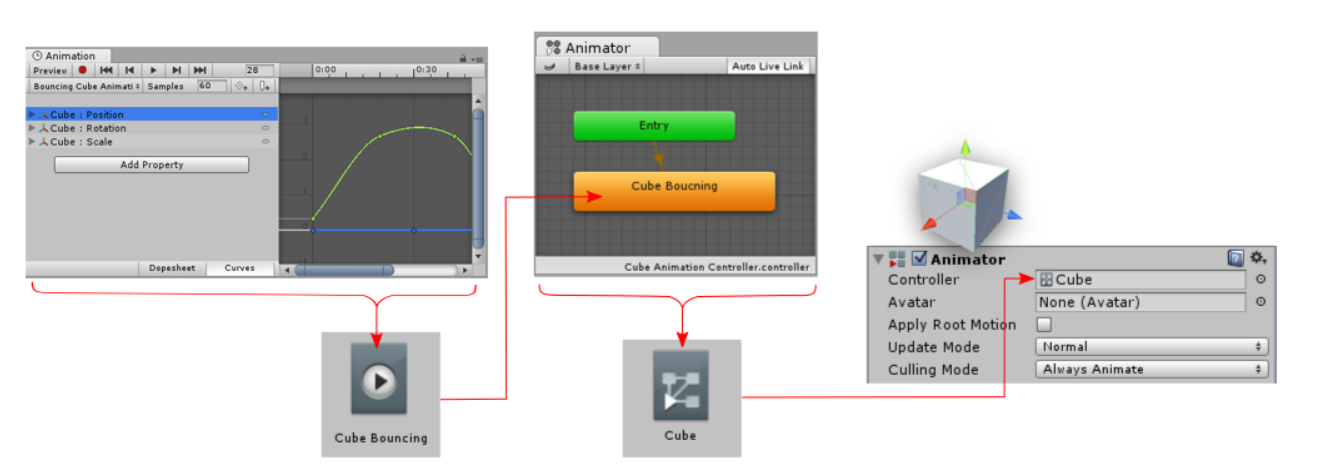 Animation
Preview 28 0:00 0:30
Bouncing Cube Animati Samples 60
Cube : Position
Cube : Rotation
Cube : Scale
Add Property
3
2
1
0
-1
Dopesheet Curves
Cube Bouncing
Animator
Base Layer Auto Live Link
Entry
Cube Boucning
Cube Animation Controller.controller
Cube
Animator
Controller Cube
Avatar None (Avatar)
Apply Root Motion
Update Mode Normal
Culling Mode Always Animate